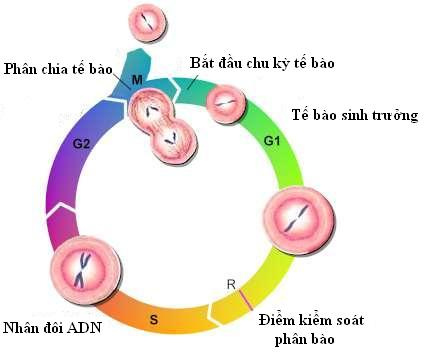 Phân chia tế bào
M
Bắt đầu chu kỳ tế bào
Tế bào sinh trưởng
G1
G2
R
Điểm kiểm soát
phân bào
S
Nhân đôi ADN